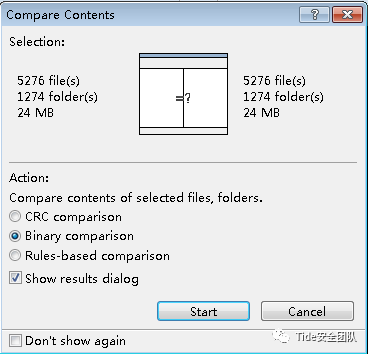 Compare Contents
?
Selection:
5276 file(s)
1274 folder(s)
24 MB
=?
5276 file(s)
1274 folder(s)
24 MB
Action:
Compare contents of selected files, folders.
CRC comparison
Binary comparison
Rules-based comparison
Show results dialog
Start
Cancel
Don't show again
Tide安全团队